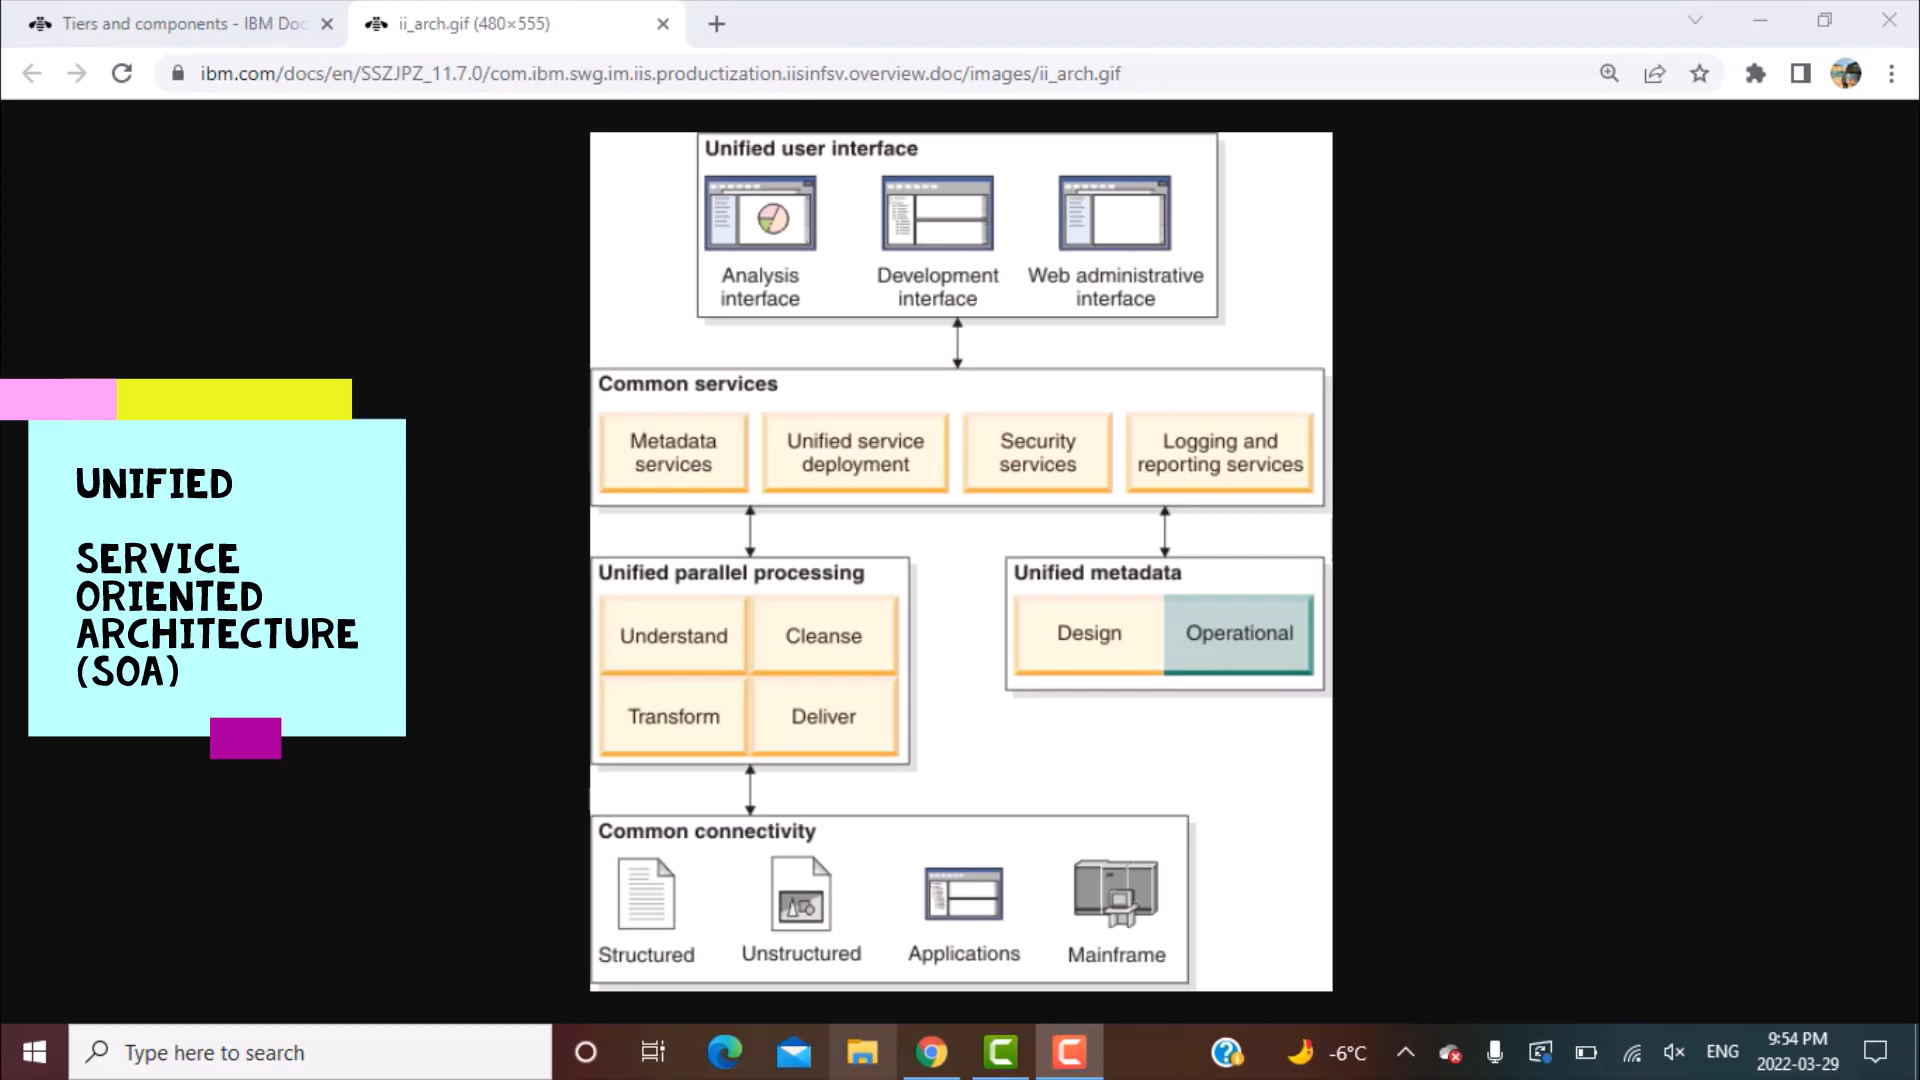 Tiers and components - IBM Doc
ii_arch.gif (480×555)
ibm.com/docs/en/SSZJPZ_11.7.0/com.ibm.swg.im.iis.productization.iisinfsv.overview.doc/images/ii_arch.gif
Unified user interface
Analysis
interface
Development
interface
Web administrative
interface
Common services
Metadata
services
Unified service
deployment
Security
services
Logging and
reporting services
UNIFIED
SERVICE
ORIENTED
ARCHITECTURE
(SOA)
Unified parallel processing
Understand
Cleanse
Transform
Deliver
Unified metadata
Design
Operational
Common connectivity
Structured
Unstructured
Applications
Mainframe
Type here to search
-6°C
ENG
9:54 PM
2022-03-29